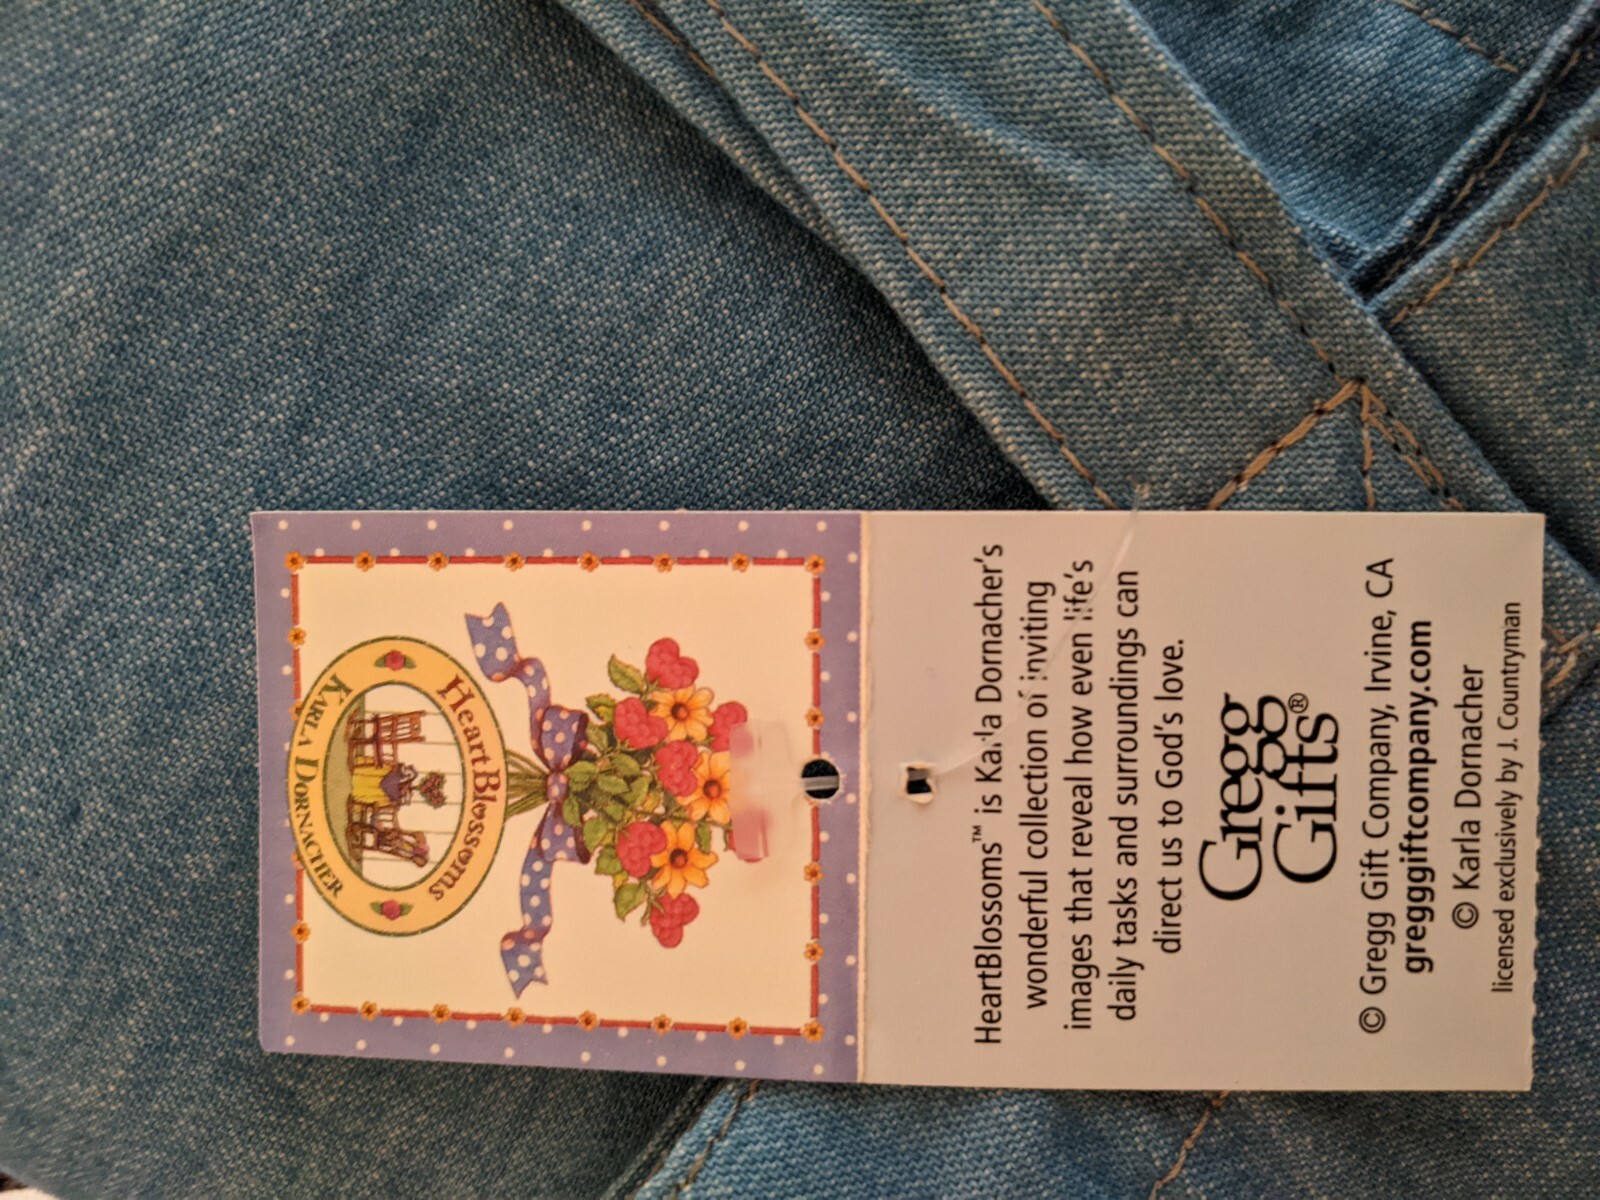 HeartBlossoms
KARLA DORNACHER
HeartBlossoms™ is Karla Dornacher's
wonderful collection of inviting
images that reveal how even life's
daily tasks and surroundings can
direct us to God's love.
Gregg
Gifts®
© Gregg Gift Company, Irvine, CA
gregggiftcompany.com
© Karla Dornacher
licensed exclusively by J. Countryman